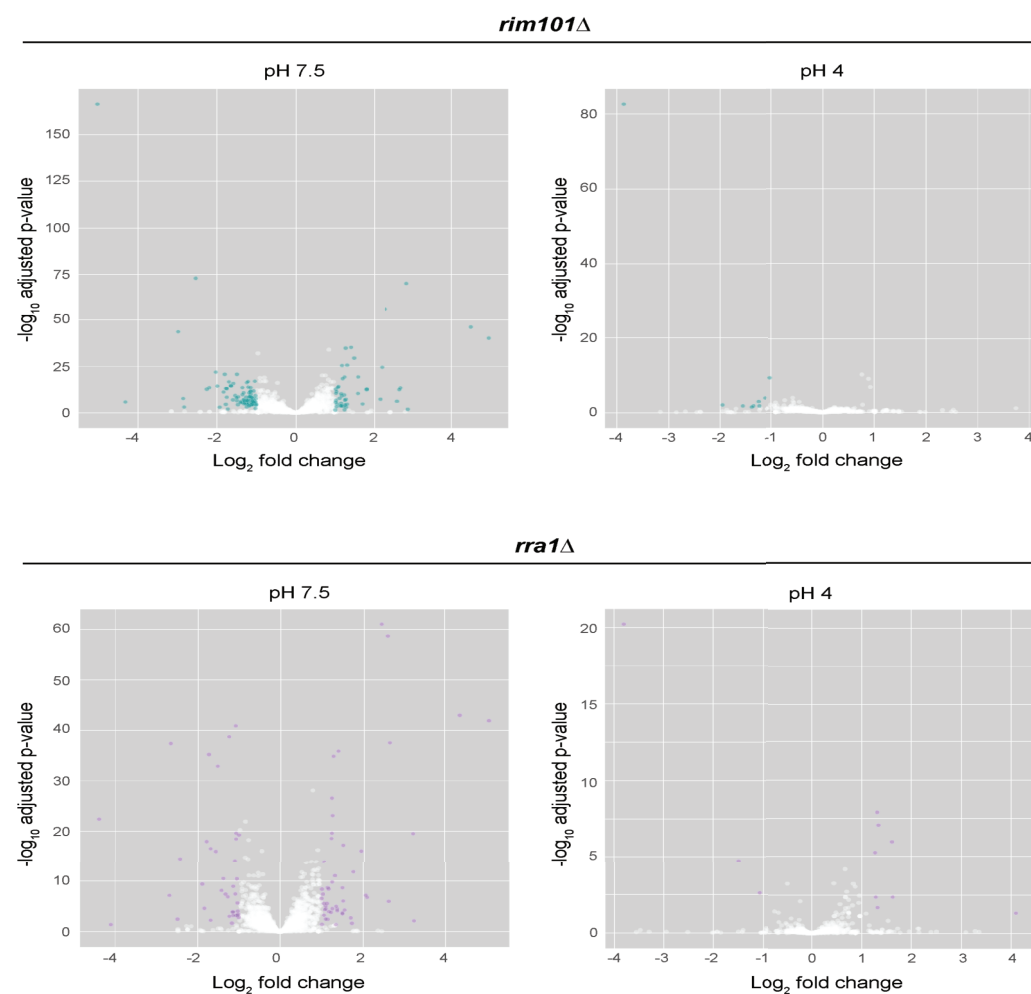 rim101Δ
pH 7.5
pH 4
-log10 adjusted p-value
150
125
100
75
50
25
0
-4 -2 0 2 4
Log2 fold change
-log10 adjusted p-value
80
60
40
20
0
-4 -3 -2 -1 0 1 2 3 4
Log2 fold change
rra1Δ
pH 7.5
pH 4
-log10 adjusted p-value
60
50
40
30
20
10
0
-4 -2 0 2 4
Log2 fold change
-log10 adjusted p-value
20
15
10
5
0
-4 -3 -2 -1 0 1 2 3 4
Log2 fold change